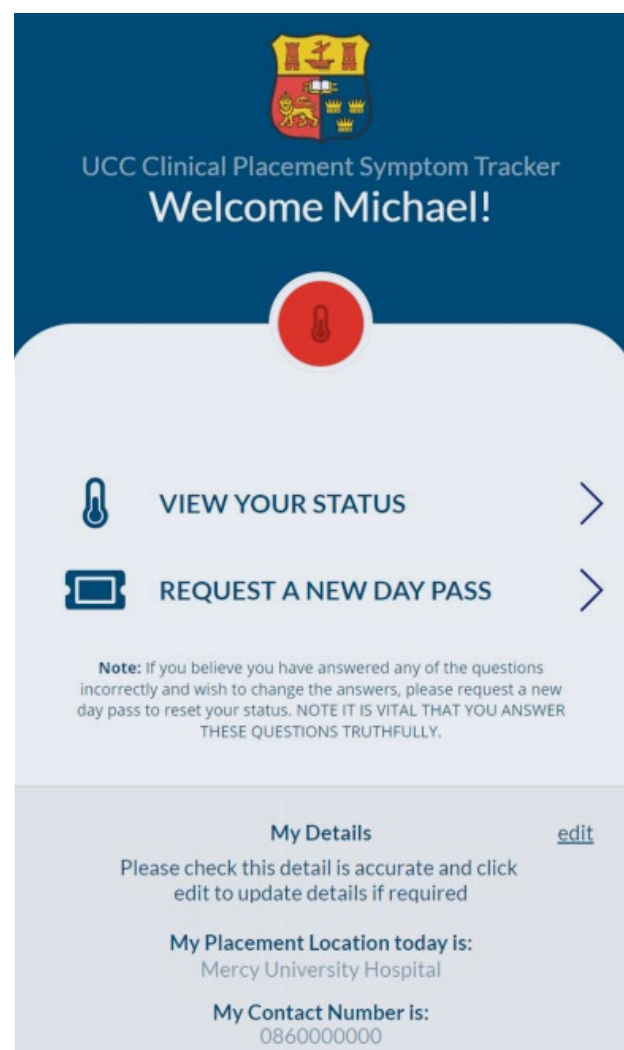 UCC Clinical Placement Symptom Tracker
Welcome Michael!
VIEW YOUR STATUS
REQUEST A NEW DAY PASS
Note: If you believe you have answered any of the questions
incorrectly and wish to change the answers, please request a new
day pass to reset your status. NOTE IT IS VITAL THAT YOU ANSWER
THESE QUESTIONS TRUTHFULLY.
My Details
edit
Please check this detail is accurate and click
edit to update details if required
My Placement Location today is:
Mercy University Hospital
My Contact Number is:
0860000000